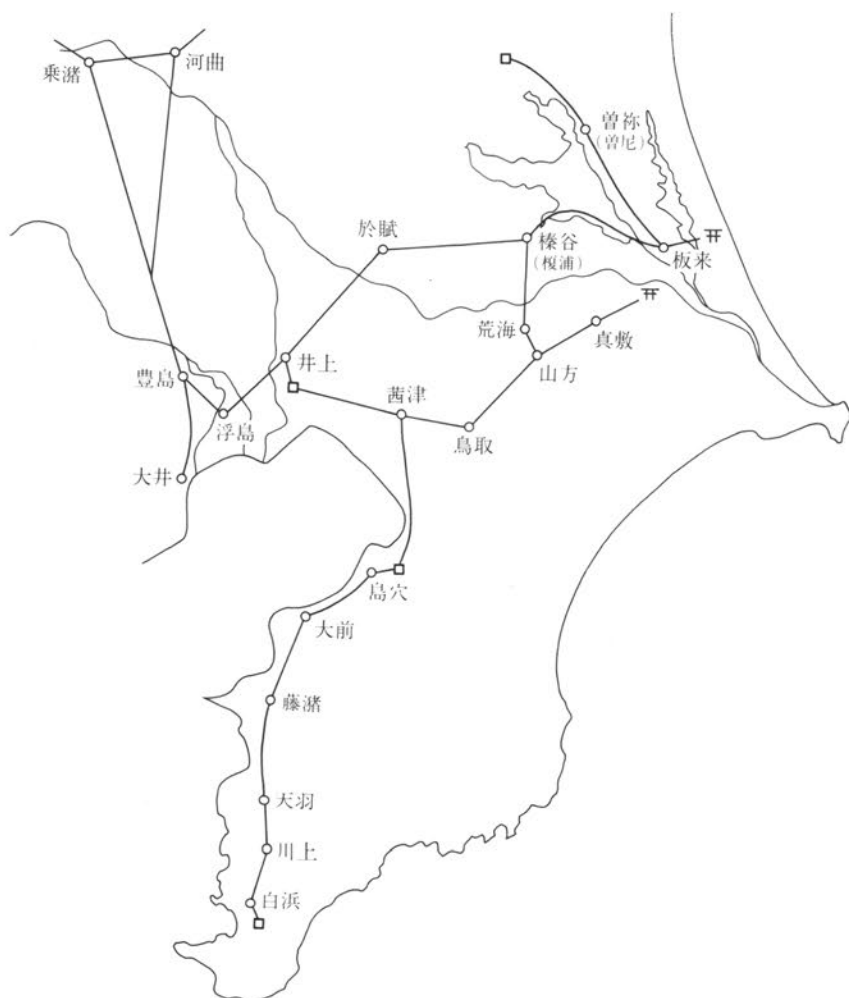 乗潴
河曲
曽祢
(曽尼)
於賦
榛谷
(榎浦)
板来
荒海
真敷
井上
山方
豊島
茜津
浮島
鳥取
大井
島穴
大前
藤潴
天羽
川上
白浜